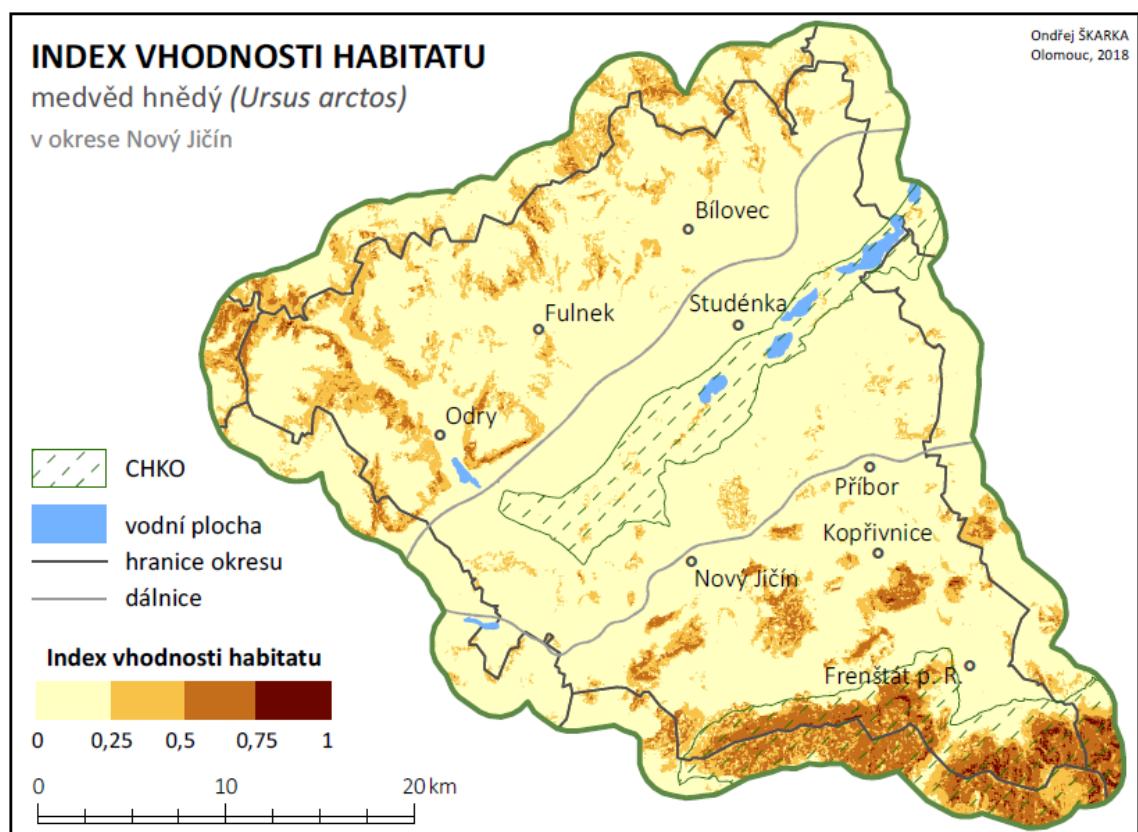 INDEX VHODNOSTI HABITATU
medvěd hnědý (Ursus arctos)
v okrese Nový Jičín
Ondřej ŠKARKA
Olomouc, 2018
Bílovec
Studénka
Fulnek
Odry
Příbor
Kopřivnice
Nový Jičín
Frenštát p. R.
CHKO
vodní plocha
hranice okresu
dálnice
Index vhodnosti habitatu
0 0,25 0,5 0,75 1
0 10 20 km